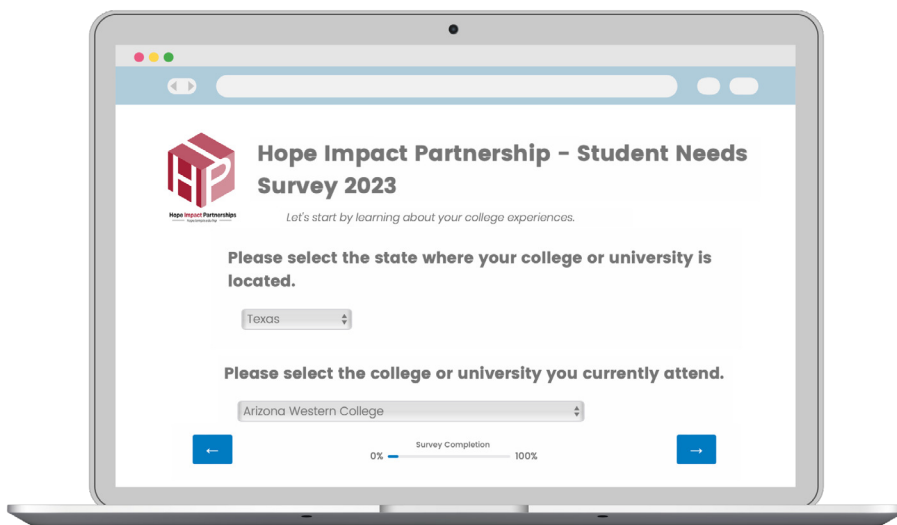 Hope Impact Partnership - Student Needs
Survey 2023
Hope Impact Partnerships
Let's start by learning about your college experiences.
Please select the state where your college or university is
located.
Texas
Please select the college or university you currently attend.
Arizona Western College
←
Survey Completion
0%
100%
→